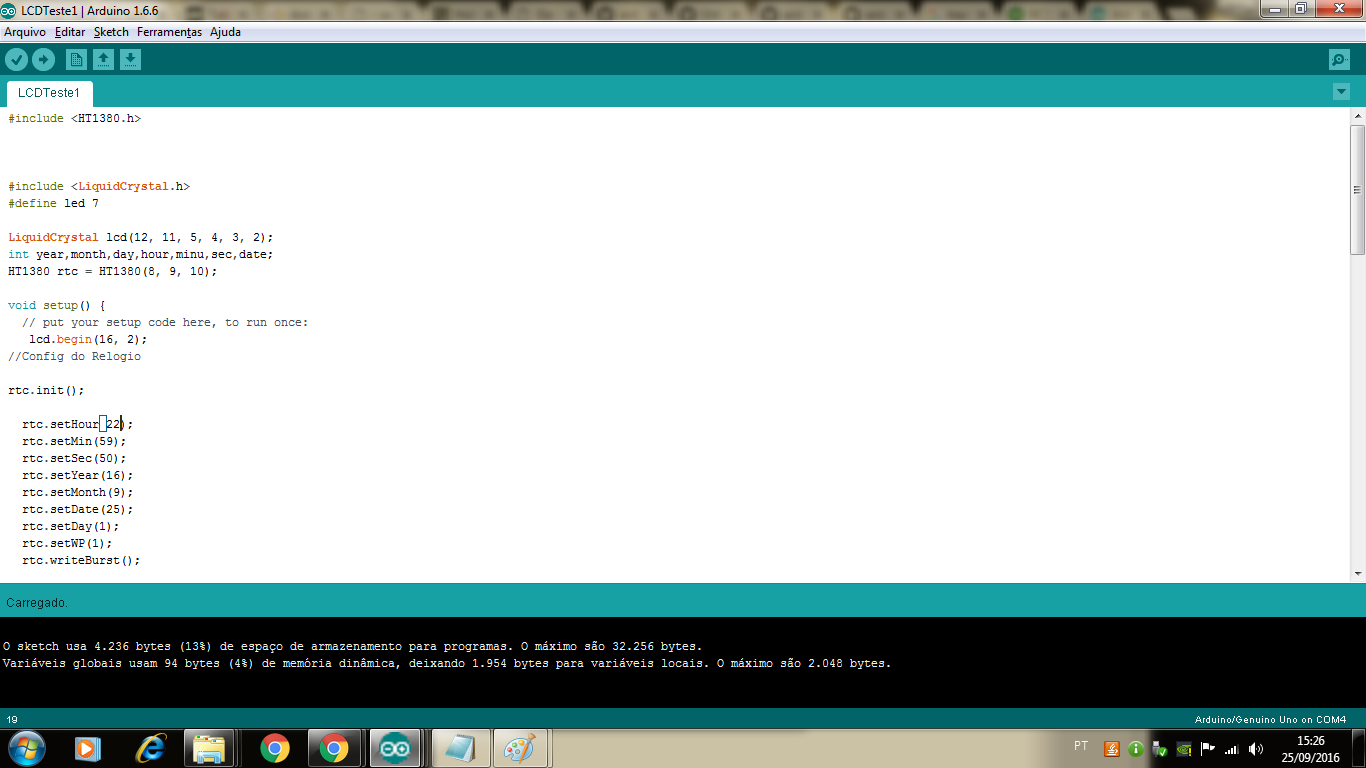 LCDTeste1 | Arduino 1.6.6
Arquivo Editar Sketch Ferramentas Ajuda
LCDTeste1
#include <HT1380.h>
#include <LiquidCrystal.h>
#define led 7
LiquidCrystal lcd(12, 11, 5, 4, 3, 2);
int year,month,day,hour,minu,sec,date;
HT1380 rtc = HT1380(8, 9, 10);
void setup() {
// put your setup code here, to run once:
lcd.begin(16, 2);
//Config do Relogio
rtc.init();
rtc.setHour(22);
rtc.setMin(59);
rtc.setSec(50);
rtc.setYear(16);
rtc.setMonth(9);
rtc.setDate(25);
rtc.setDay(1);
rtc.setWP(1);
rtc.writeBurst();
Carregado.
O sketch usa 4.236 bytes (13%) de espaço de armazenamento para programas. O máximo são 32.256 bytes.
Variáveis globais usam 94 bytes (4%) de memória dinâmica, deixando 1.954 bytes para variáveis locais. O máximo são 2.048 bytes.
19
Arduino/Genuino Uno on COM4
PT
15:26
25/09/2016